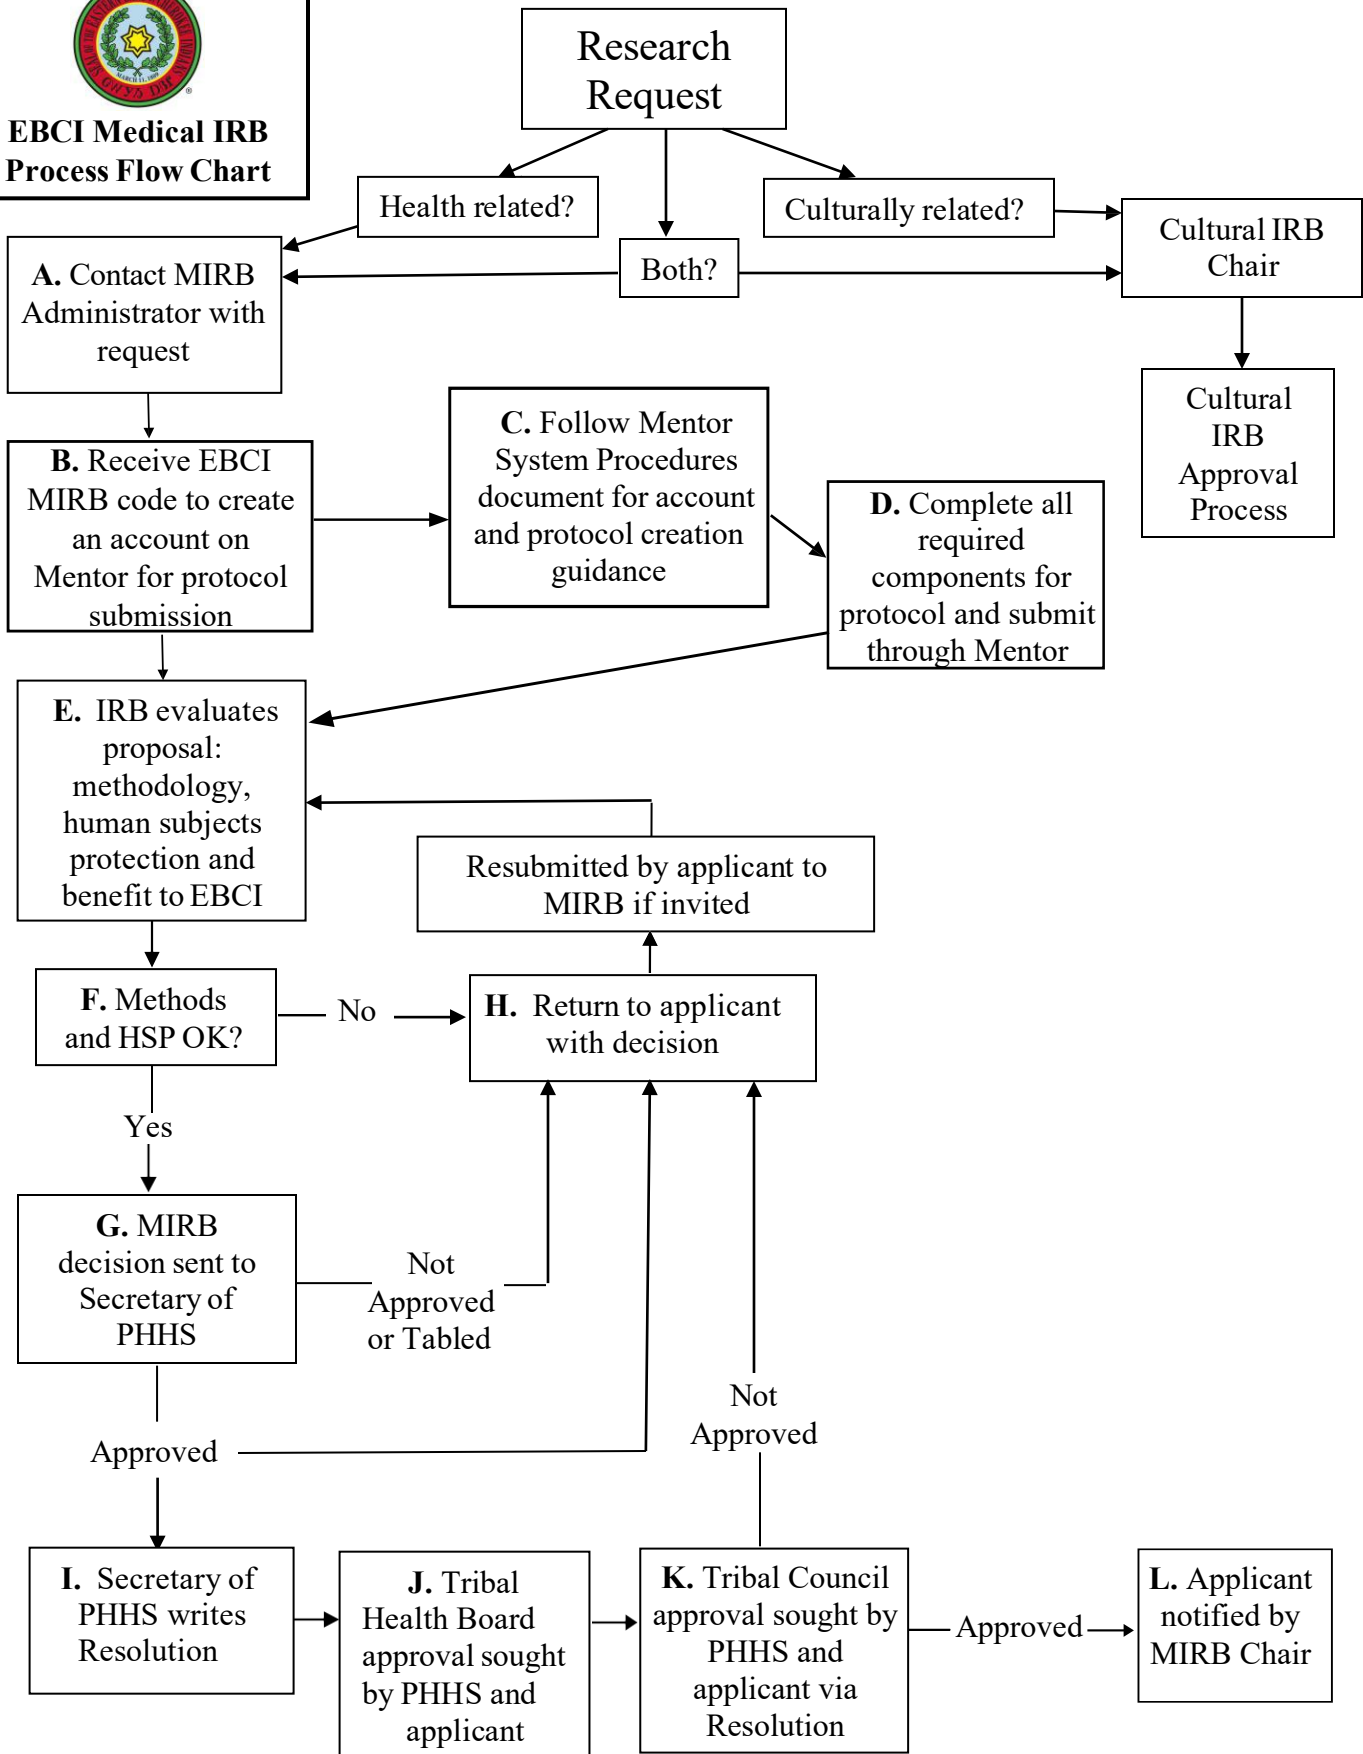 MARCH 11, 1889
EBCI Medical IRB
Process Flow Chart
Research
Request
Health related?
Culturally related?
Both?
Cultural IRB
Chair
A. Contact MIRB
Administrator with
request
Cultural
IRB
Approval
Process
B. Receive EBCI
MIRB code to create
an account on
Mentor for protocol
submission
C. Follow Mentor
System Procedures
document for account
and protocol creation
guidance
D. Complete all
required
components for
protocol and submit
through Mentor
E. IRB evaluates
proposal:
methodology,
human subjects
protection and
benefit to EBCI
Resubmitted by applicant to
MIRB if invited
F. Methods
and HSP OK?
No
H. Return to applicant
with decision
Yes
G. MIRB
decision sent to
Secretary of
PHHS
Not
Approved
or Tabled
Not
Approved
Approved
I. Secretary of
PHHS writes
Resolution
J. Tribal
Health Board
approval sought
by PHHS and
applicant
K. Tribal Council
approval sought by
PHHS and
applicant via
Resolution
Approved
L. Applicant
notified by
MIRB Chair